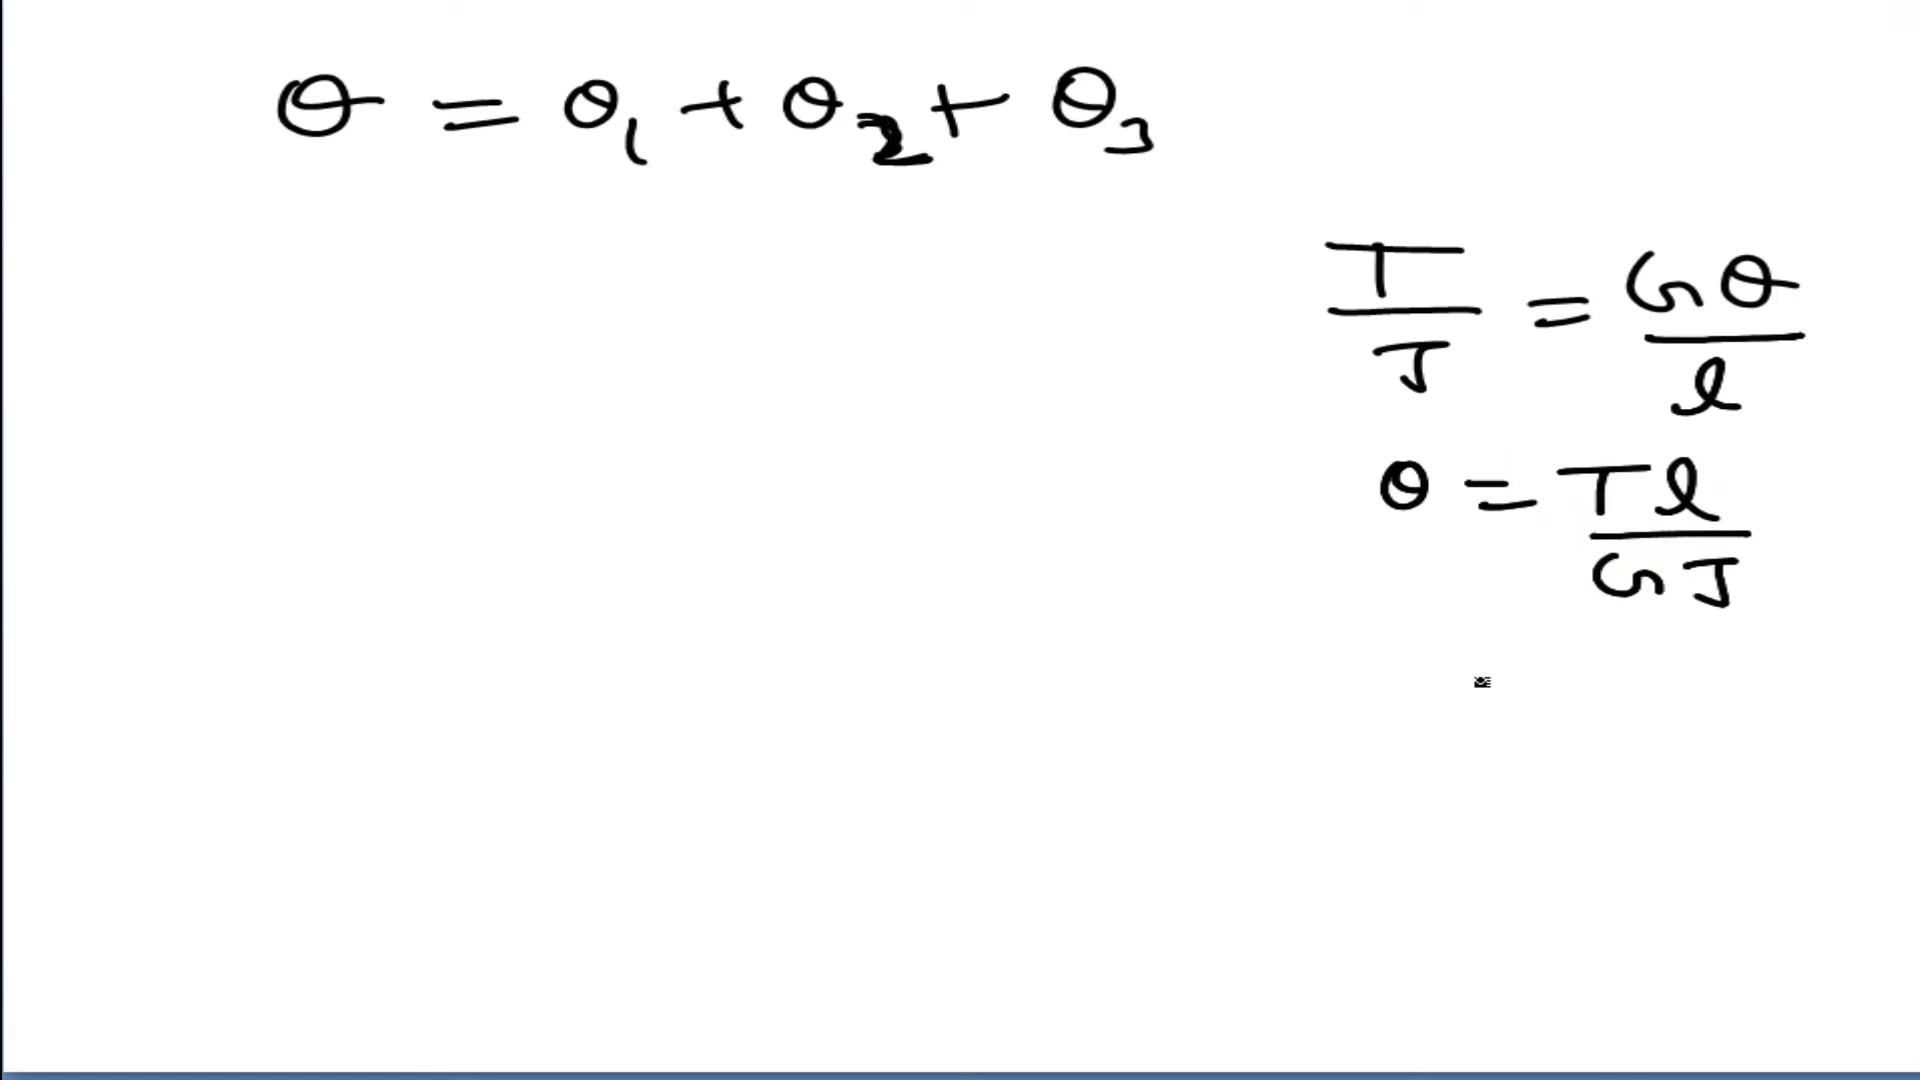 θ = θ₁ + θ₂ + θ₃
T/J = Gθ/l
θ = Tl/GJ